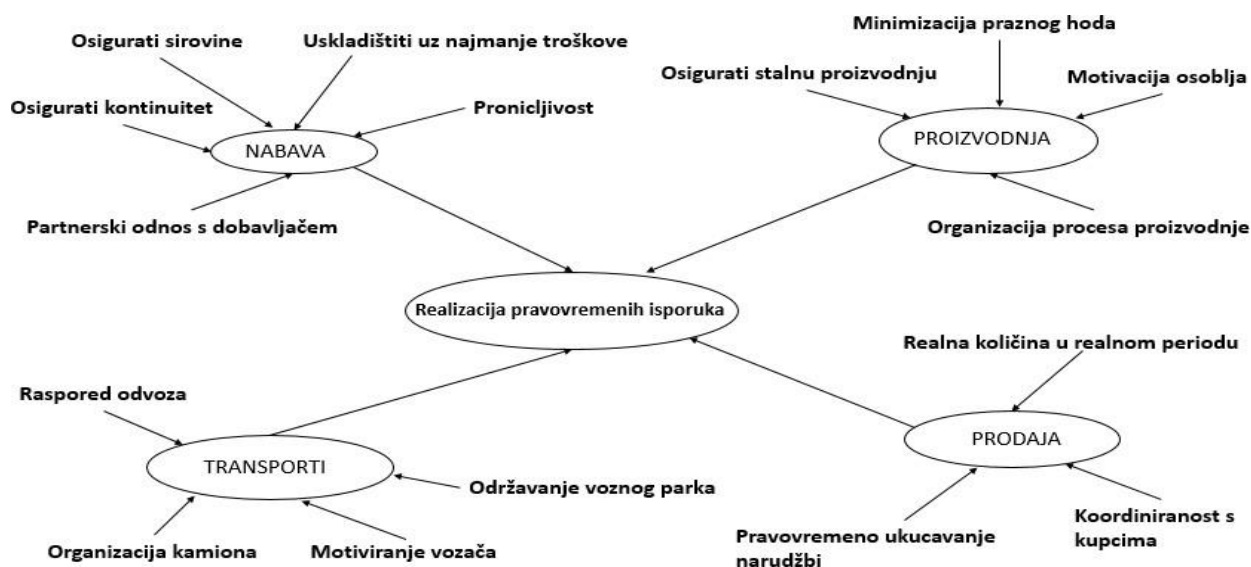 Osigurati sirovine
Uskladištiti uz najmanje troškove
Osigurati kontinuitet
Pronicljivost
NABAVA
Partnerski odnos s dobavljačem
Minimizacija praznog hoda
Osigurati stalnu proizvodnju
Motivacija osoblja
PROIZVODNJA
Organizacija procesa proizvodnje
Realizacija pravovremenih isporuka
Raspored odvoza
TRANSPORTI
Održavanje voznog parka
Organizacija kamiona
Motiviranje vozača
Realna količina u realnom periodu
PRODAJA
Pravovremeno ukucavanje
narudžbi
Koordiniranost s
kupcima